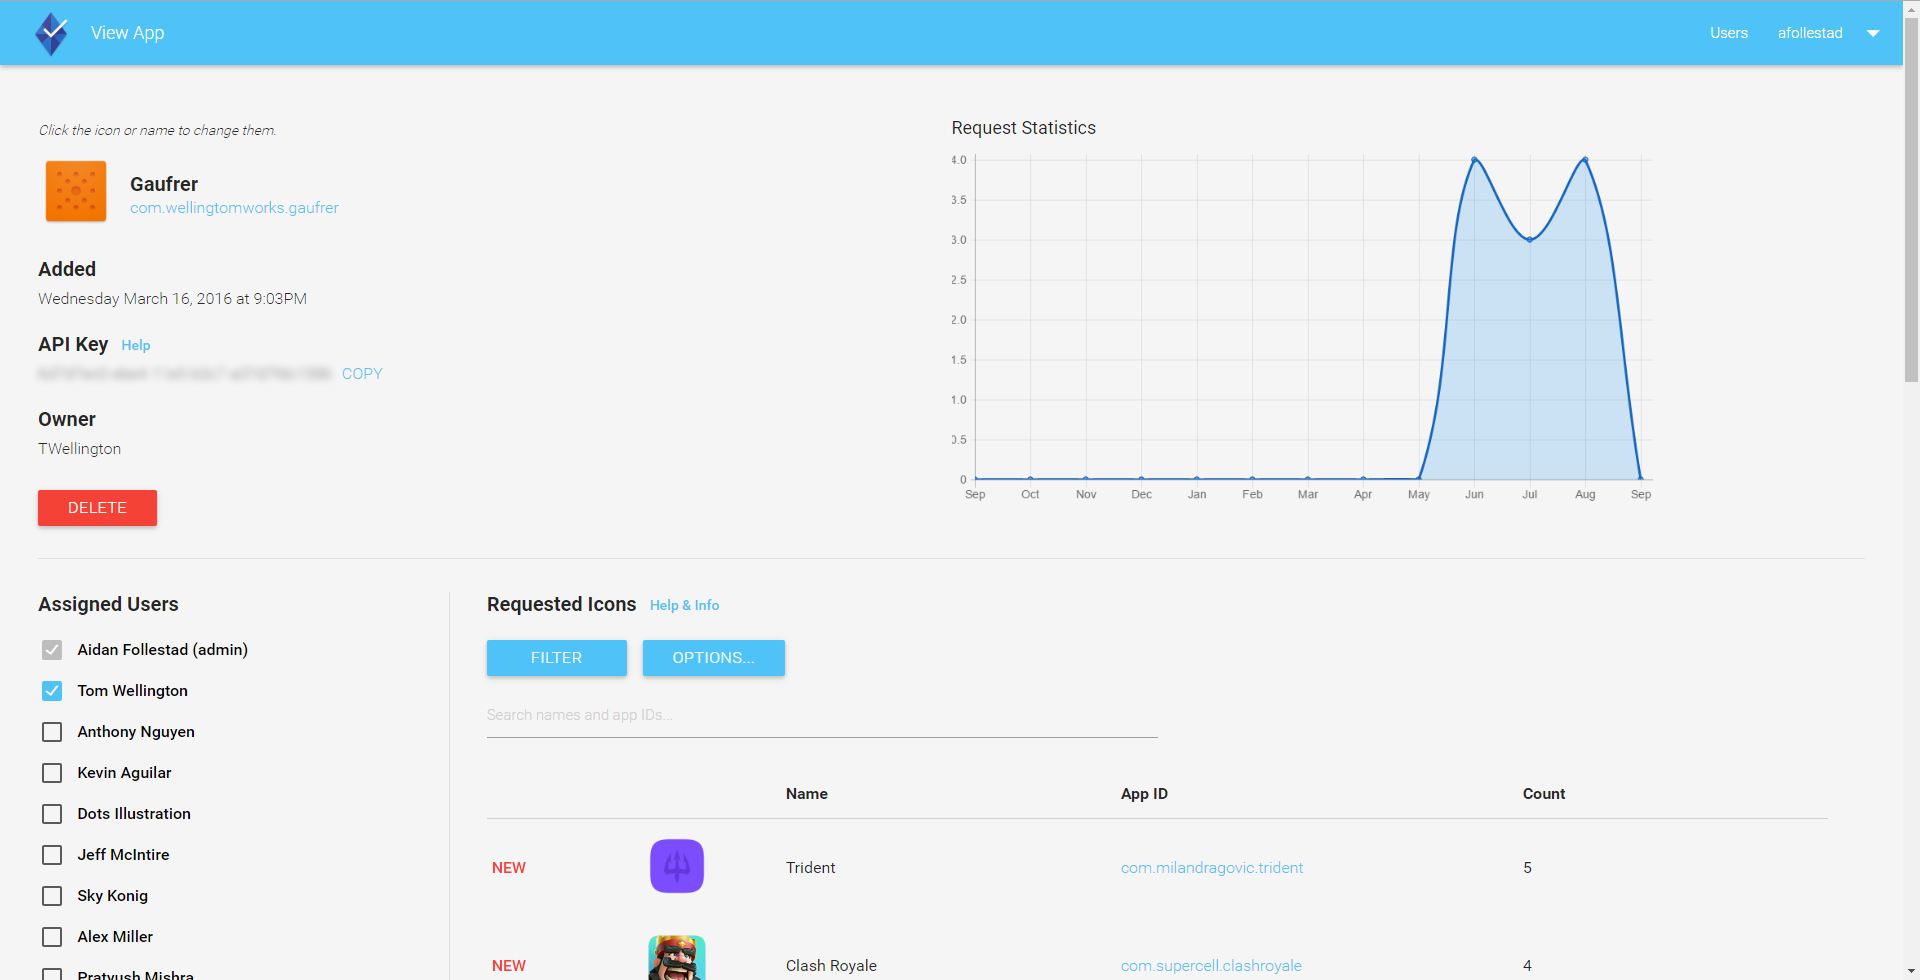 View App
Users afollestad
Click the icon or name to change them.
Gaufrer
com.wellingtomworks.gaufrer
Added
Wednesday March 16, 2016 at 9:03PM
API Key Help
COPY
Owner
TWellington
DELETE
Request Statistics
4.0
3.5
3.0
2.5
2.0
1.5
1.0
0.5
0
Sep Oct Nov Dec Jan Feb Mar Apr May Jun Jul Aug Sep
Assigned Users
Aidan Follestad (admin)
Tom Wellington
Anthony Nguyen
Kevin Aguilar
Dots Illustration
Jeff McIntire
Sky Konig
Alex Miller
Pratyush Mishra
Requested Icons Help & Info
FILTER OPTIONS...
Search names and app IDs...
Name App ID Count
NEW Trident com.milandragovic.trident 5
NEW Clash Royale com.supercell.clashroyale 4